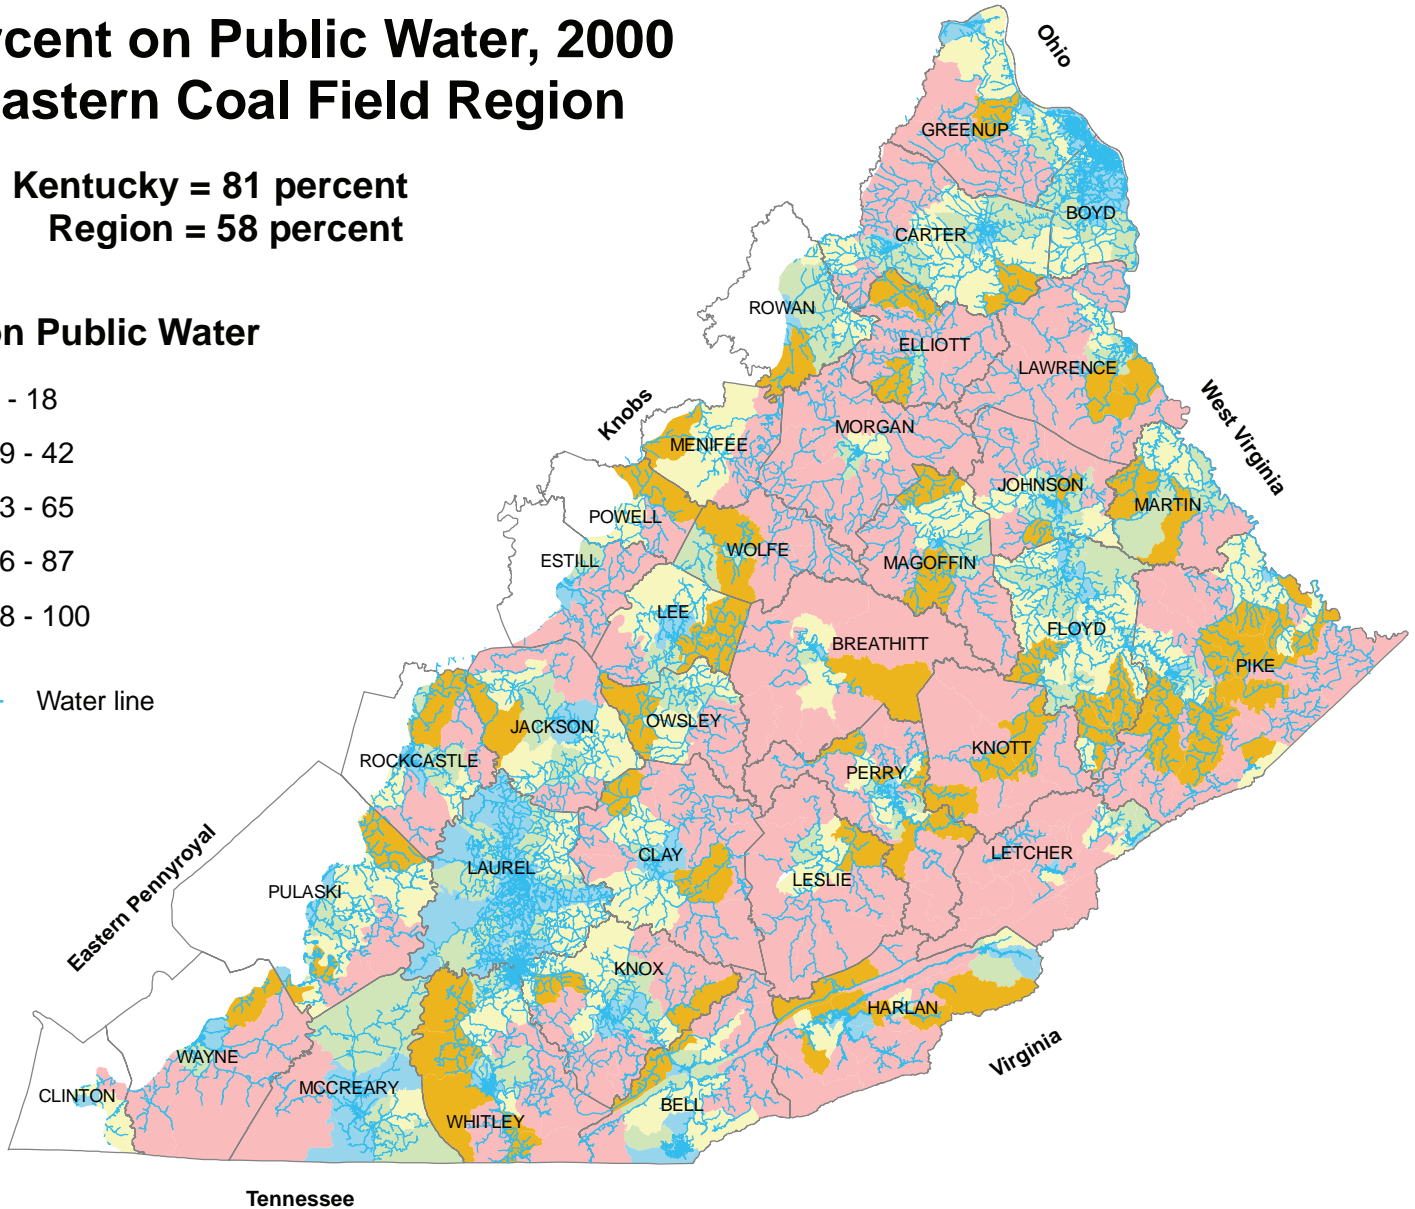 rcent on Public Water, 2000
astern Coal Field Region
Kentucky = 81 percent
Region = 58 percent
n Public Water
- 18
9 - 42
3 - 65
6 - 87
8 - 100
Water line
Ohio
GREENUP
BOYD
CARTER
ROWAN
ELLIOTT
LAWRENCE
West Virginia
Knobs
MORGAN
MENIFEE
JOHNSON
MARTIN
POWELL
WOLFE
ESTILL
MAGOFFIN
LEE
FLOYD
BREATHITT
PIKE
OWSLEY
JACKSON
KNOTT
ROCKCASTLE
PERRY
CLAY
LETCHER
LAUREL
LESLIE
PULASKI
Eastern Pennyroyal
KNOX
HARLAN
Virginia
WAYNE
MCCREARY
CLINTON
BELL
WHITLEY
Tennessee